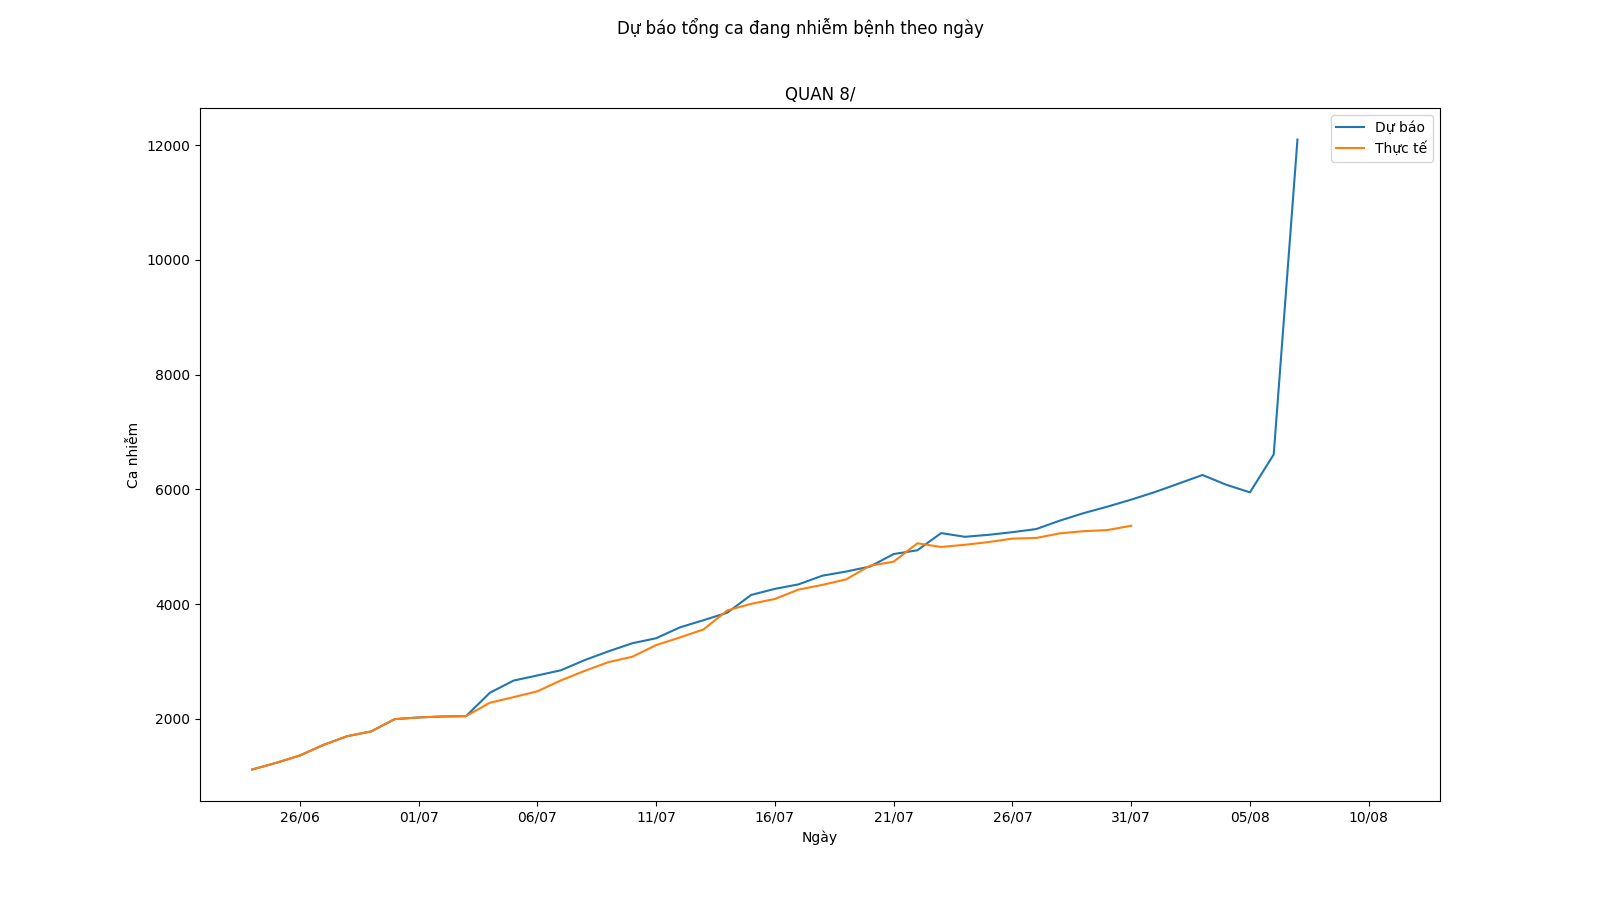 Dự báo tổng ca đang nhiễm bệnh theo ngày
QUAN 8/
Dự báo
Thực tế
12000
10000
8000
6000
4000
2000
Ca nhiễm
26/06 01/07 06/07 11/07 16/07 21/07 26/07 31/07 05/08 10/08
Ngày